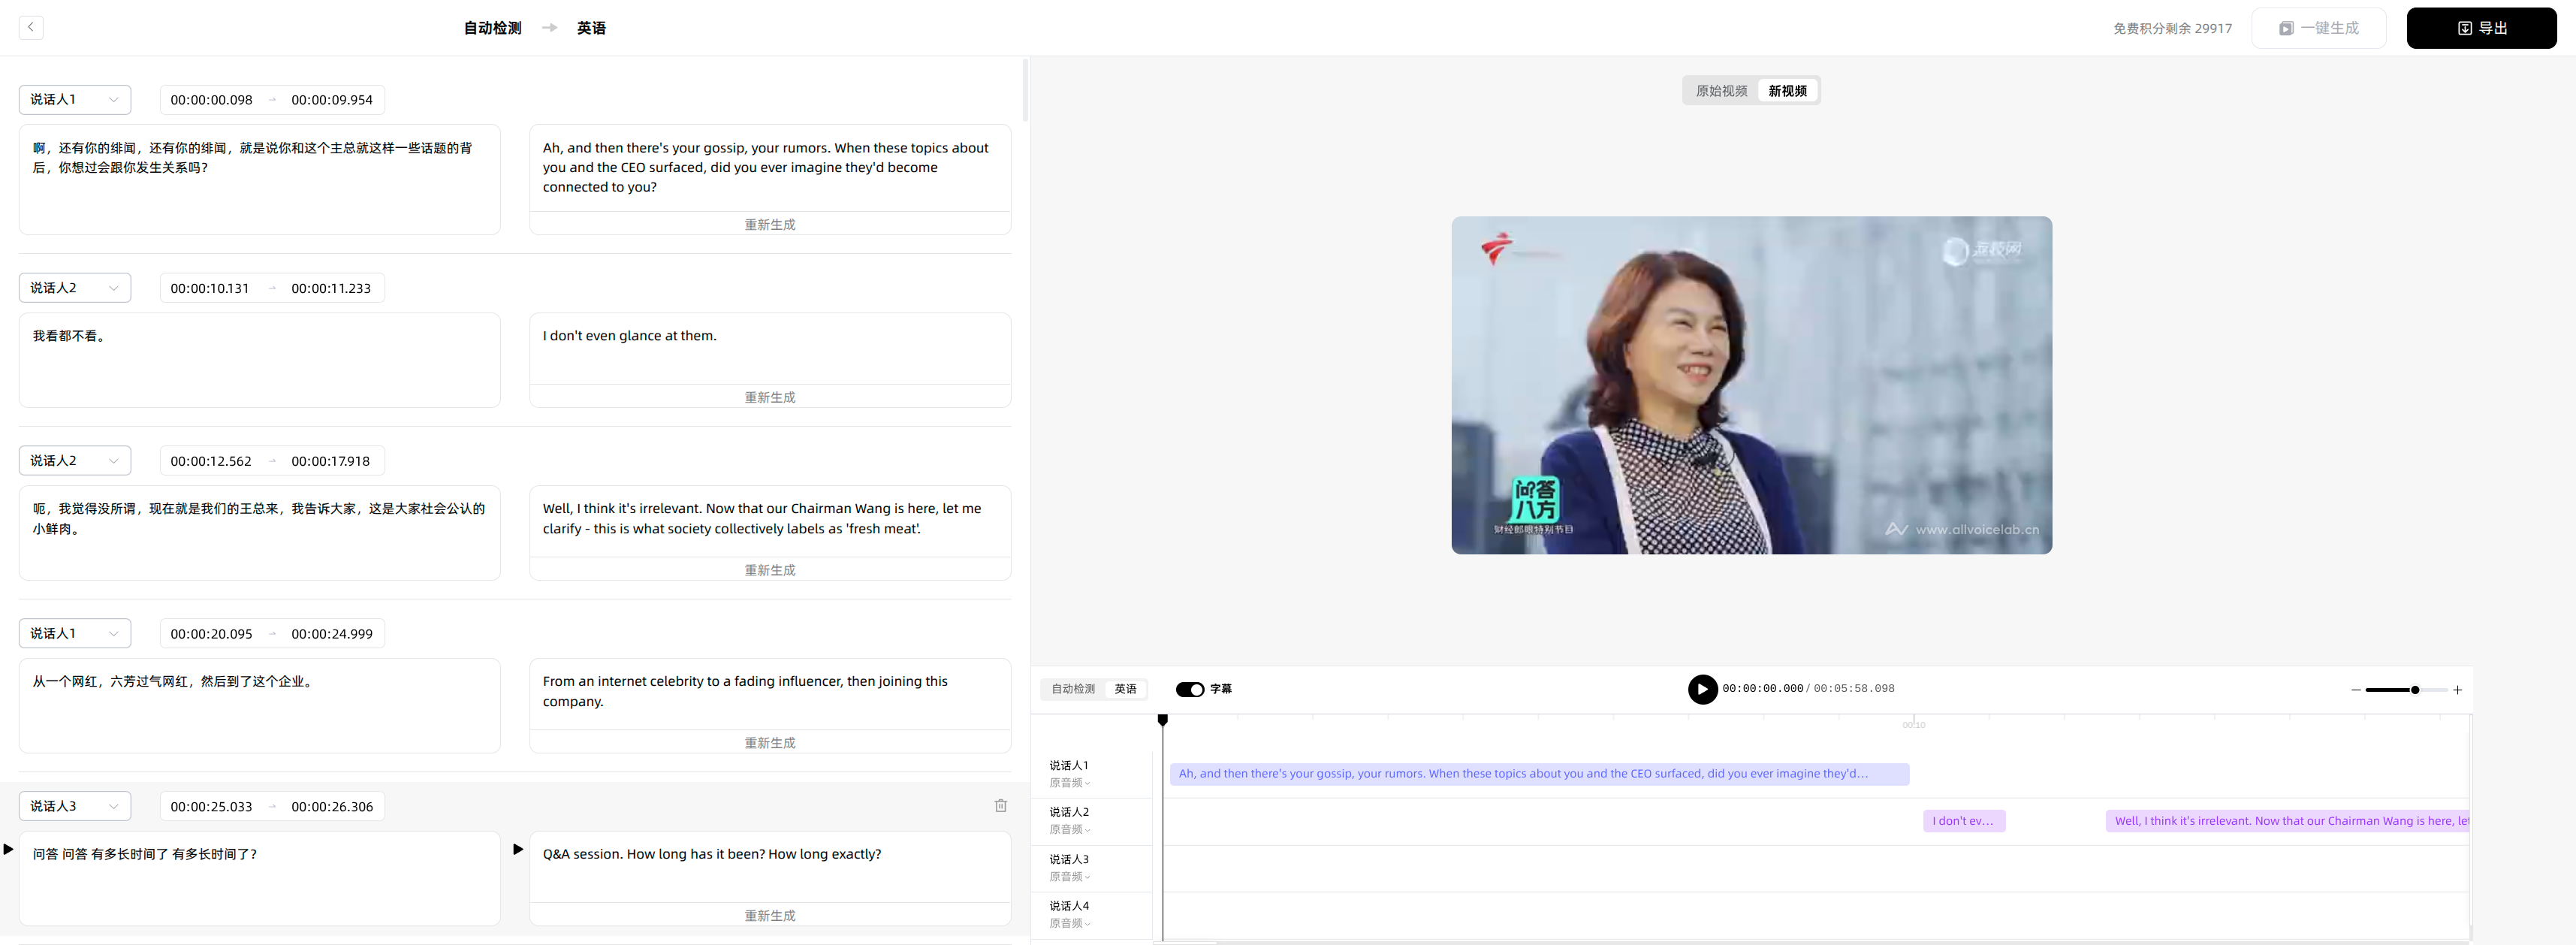 自动检测 → 英语
免费积分剩余 29917
一键生成
导出
说话人1
00:00:00.098 → 00:00:09.954
啊，还有你的绯闻，还有你的绯闻，就是说你和这个主总就这样一些话题的背
后，你想过会跟你发生关系吗？
Ah, and then there's your gossip, your rumors. When these topics about
you and the CEO surfaced, did you ever imagine they'd become
connected to you?
重新生成
说话人2
00:00:10.131 → 00:00:11.233
我看都不看。
I don't even glance at them.
重新生成
说话人2
00:00:12.562 → 00:00:17.918
呃，我觉得没所谓，现在就是我们的王总来，我告诉大家，这是大家社会公认的
小鲜肉。
Well, I think it's irrelevant. Now that our Chairman Wang is here, let me
clarify - this is what society collectively labels as 'fresh meat'.
重新生成
说话人1
00:00:20.095 → 00:00:24.999
从一个网红，六芳过气网红，然后到了这个企业。
From an internet celebrity to a fading influencer, then joining this
company.
重新生成
说话人3
00:00:25.033 → 00:00:26.306
问答 问答 有多长时间了 有多长时间了？
Q&A session. How long has it been? How long exactly?
重新生成
原始视频
新视频
问答
八方
财经郎眼特别节目
www.allvoicelab.cn
自动检测
英语
字幕
00:00:00.000 / 00:05:58.098
00:10
说话人1
原音频
Ah, and then there's your gossip, your rumors. When these topics about you and the CEO surfaced, did you ever imagine they'd...
说话人2
原音频
I don't ev...
Well, I think it's irrelevant. Now that our Chairman Wang is here, let
说话人3
原音频
说话人4
原音频